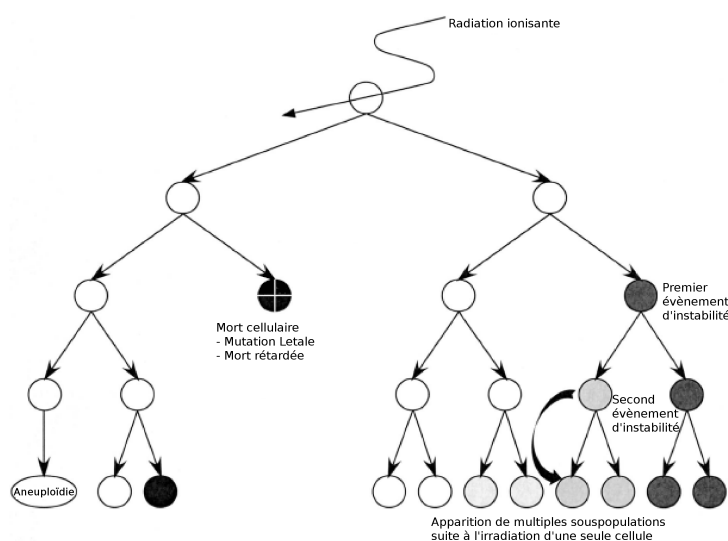 Radiation ionisante
Premier
évènement
d'instabilité
Mort cellulaire
- Mutation Letale
- Mort rétardée
Second
évènement
d'instabilité
Aneuploïdie
Apparition de multiples souspopulations
suite à l'irradiation d'une seule cellule